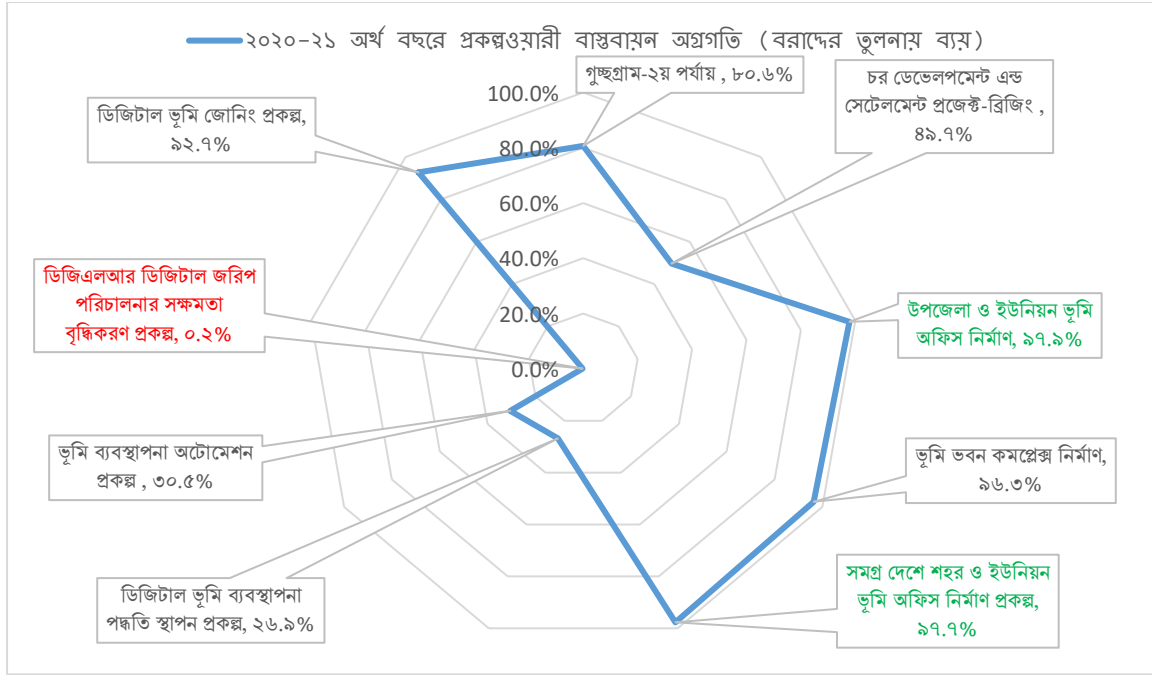 ২০২০-২১ অর্থ বছরে প্রকল্পওয়ারী বাস্তবায়ন অগ্রগতি (বরাদ্দের তুলনায় ব্যয়)
গুচ্ছগ্রাম-২য় পর্যায় , ৮০.৬%
চর ডেভেলপমেন্ট এন্ড
সেটেলমেন্ট প্রজেক্ট-ব্রিজিং ,
৪৯.৭%
উপজেলা ও ইউনিয়ন ভূমি
অফিস নির্মাণ, ৯৭.৯%
ভূমি ভবন কমপ্লেক্স নির্মাণ,
৯৬.৩%
সমগ্র দেশে শহর ও ইউনিয়ন
ভূমি অফিস নির্মাণ প্রকল্প,
৯৭.৭%
ডিজিটাল ভূমি ব্যবস্থাপনা
পদ্ধতি স্থাপন প্রকল্প, ২৬.৯%
ভূমি ব্যবস্থাপনা অটোমেশন
প্রকল্প , ৩০.৫%
ডিজিএলআর ডিজিটাল জরিপ
পরিচালনার সক্ষমতা
বৃদ্ধিকরণ প্রকল্প, ০.২%
ডিজিটাল ভূমি জোনিং প্রকল্প,
৯২.৭%
100.0%
80.0%
60.0%
40.0%
20.0%
0.0%